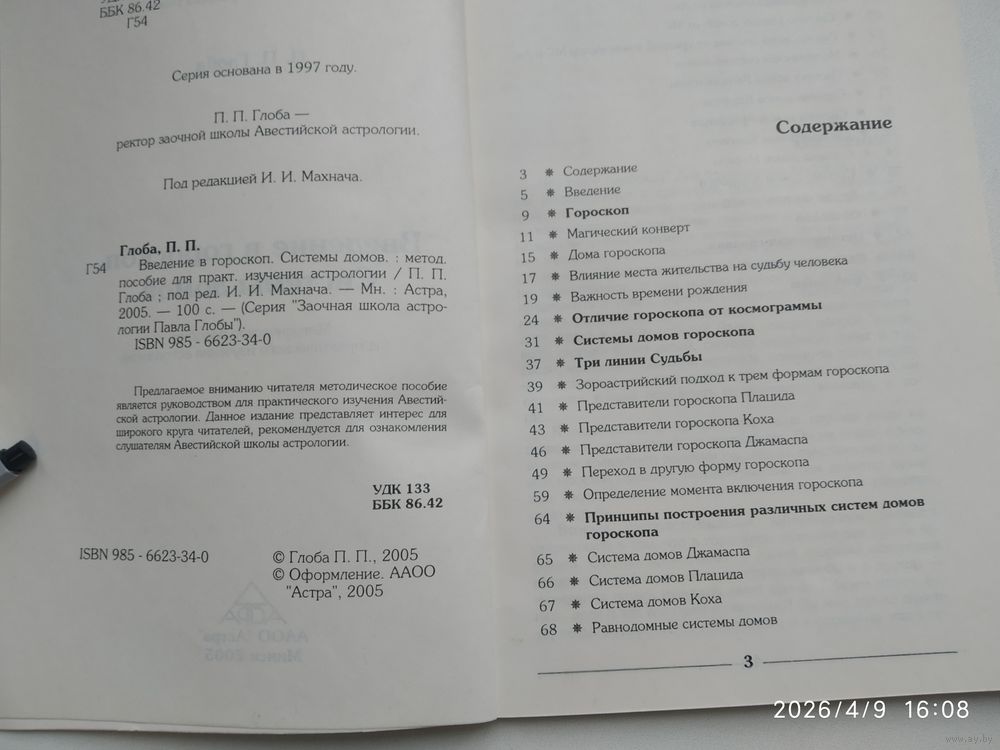 ББК 86.42
Г54
Серия основана в 1997 году.
П. П. Глоба —
ректор заочной школы Авестийской астрологии.
Под редакцией И. И. Махнача.
Глоба, П. П.
Г54
Введение в гороскоп. Системы домов. : метод.
пособие для практ. изучения астрологии / П. П.
Глоба ; под ред. И. И. Махнача. — Мн. : Астра,
2005. — 100 с. — (Серия "Заочная школа астро-
логии Павла Глобы").
ISBN 985 - 6623-34-0
Предлагаемое вниманию читателя методическое пособие
является руководством для практического изучения Авестий-
ской астрологии. Данное издание представляет интерес для
широкого круга читателей, рекомендуется для ознакомления
слушателям Авестийской школы астрологии.
УДК 133
ББК 86.42
ISBN 985 - 6623-34-0
© Глоба П. П., 2005
© Оформление. ААОО
"Астра", 2005
Содержание
3 ⁕ Содержание
5 ⁕ Введение
9 ⁕ Гороскоп
11 ⁕ Магический конверт
15 ⁕ Дома гороскопа
17 ⁕ Влияние места жительства на судьбу человека
19 ⁕ Важность времени рождения
24 ⁕ Отличие гороскопа от космограммы
31 ⁕ Системы домов гороскопа
37 ⁕ Три линии Судьбы
39 ⁕ Зороастрийский подход к трем формам гороскопа
41 ⁕ Представители гороскопа Плацида
43 ⁕ Представители гороскопа Коха
46 ⁕ Представители гороскопа Джамаспа
49 ⁕ Переход в другую форму гороскопа
59 ⁕ Определение момента включения гороскопа
64 ⁕ Принципы построения различных систем домов
гороскопа
65 ⁕ Система домов Джамаспа
66 ⁕ Система домов Плацида
67 ⁕ Система домов Коха
68 ⁕ Равнодомные системы домов
3
2026/4/9 16:08
www.ay.by